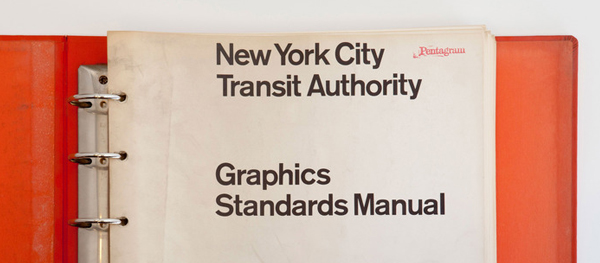 New York City
Transit Authority
Pentagram
Graphics
Standards Manual